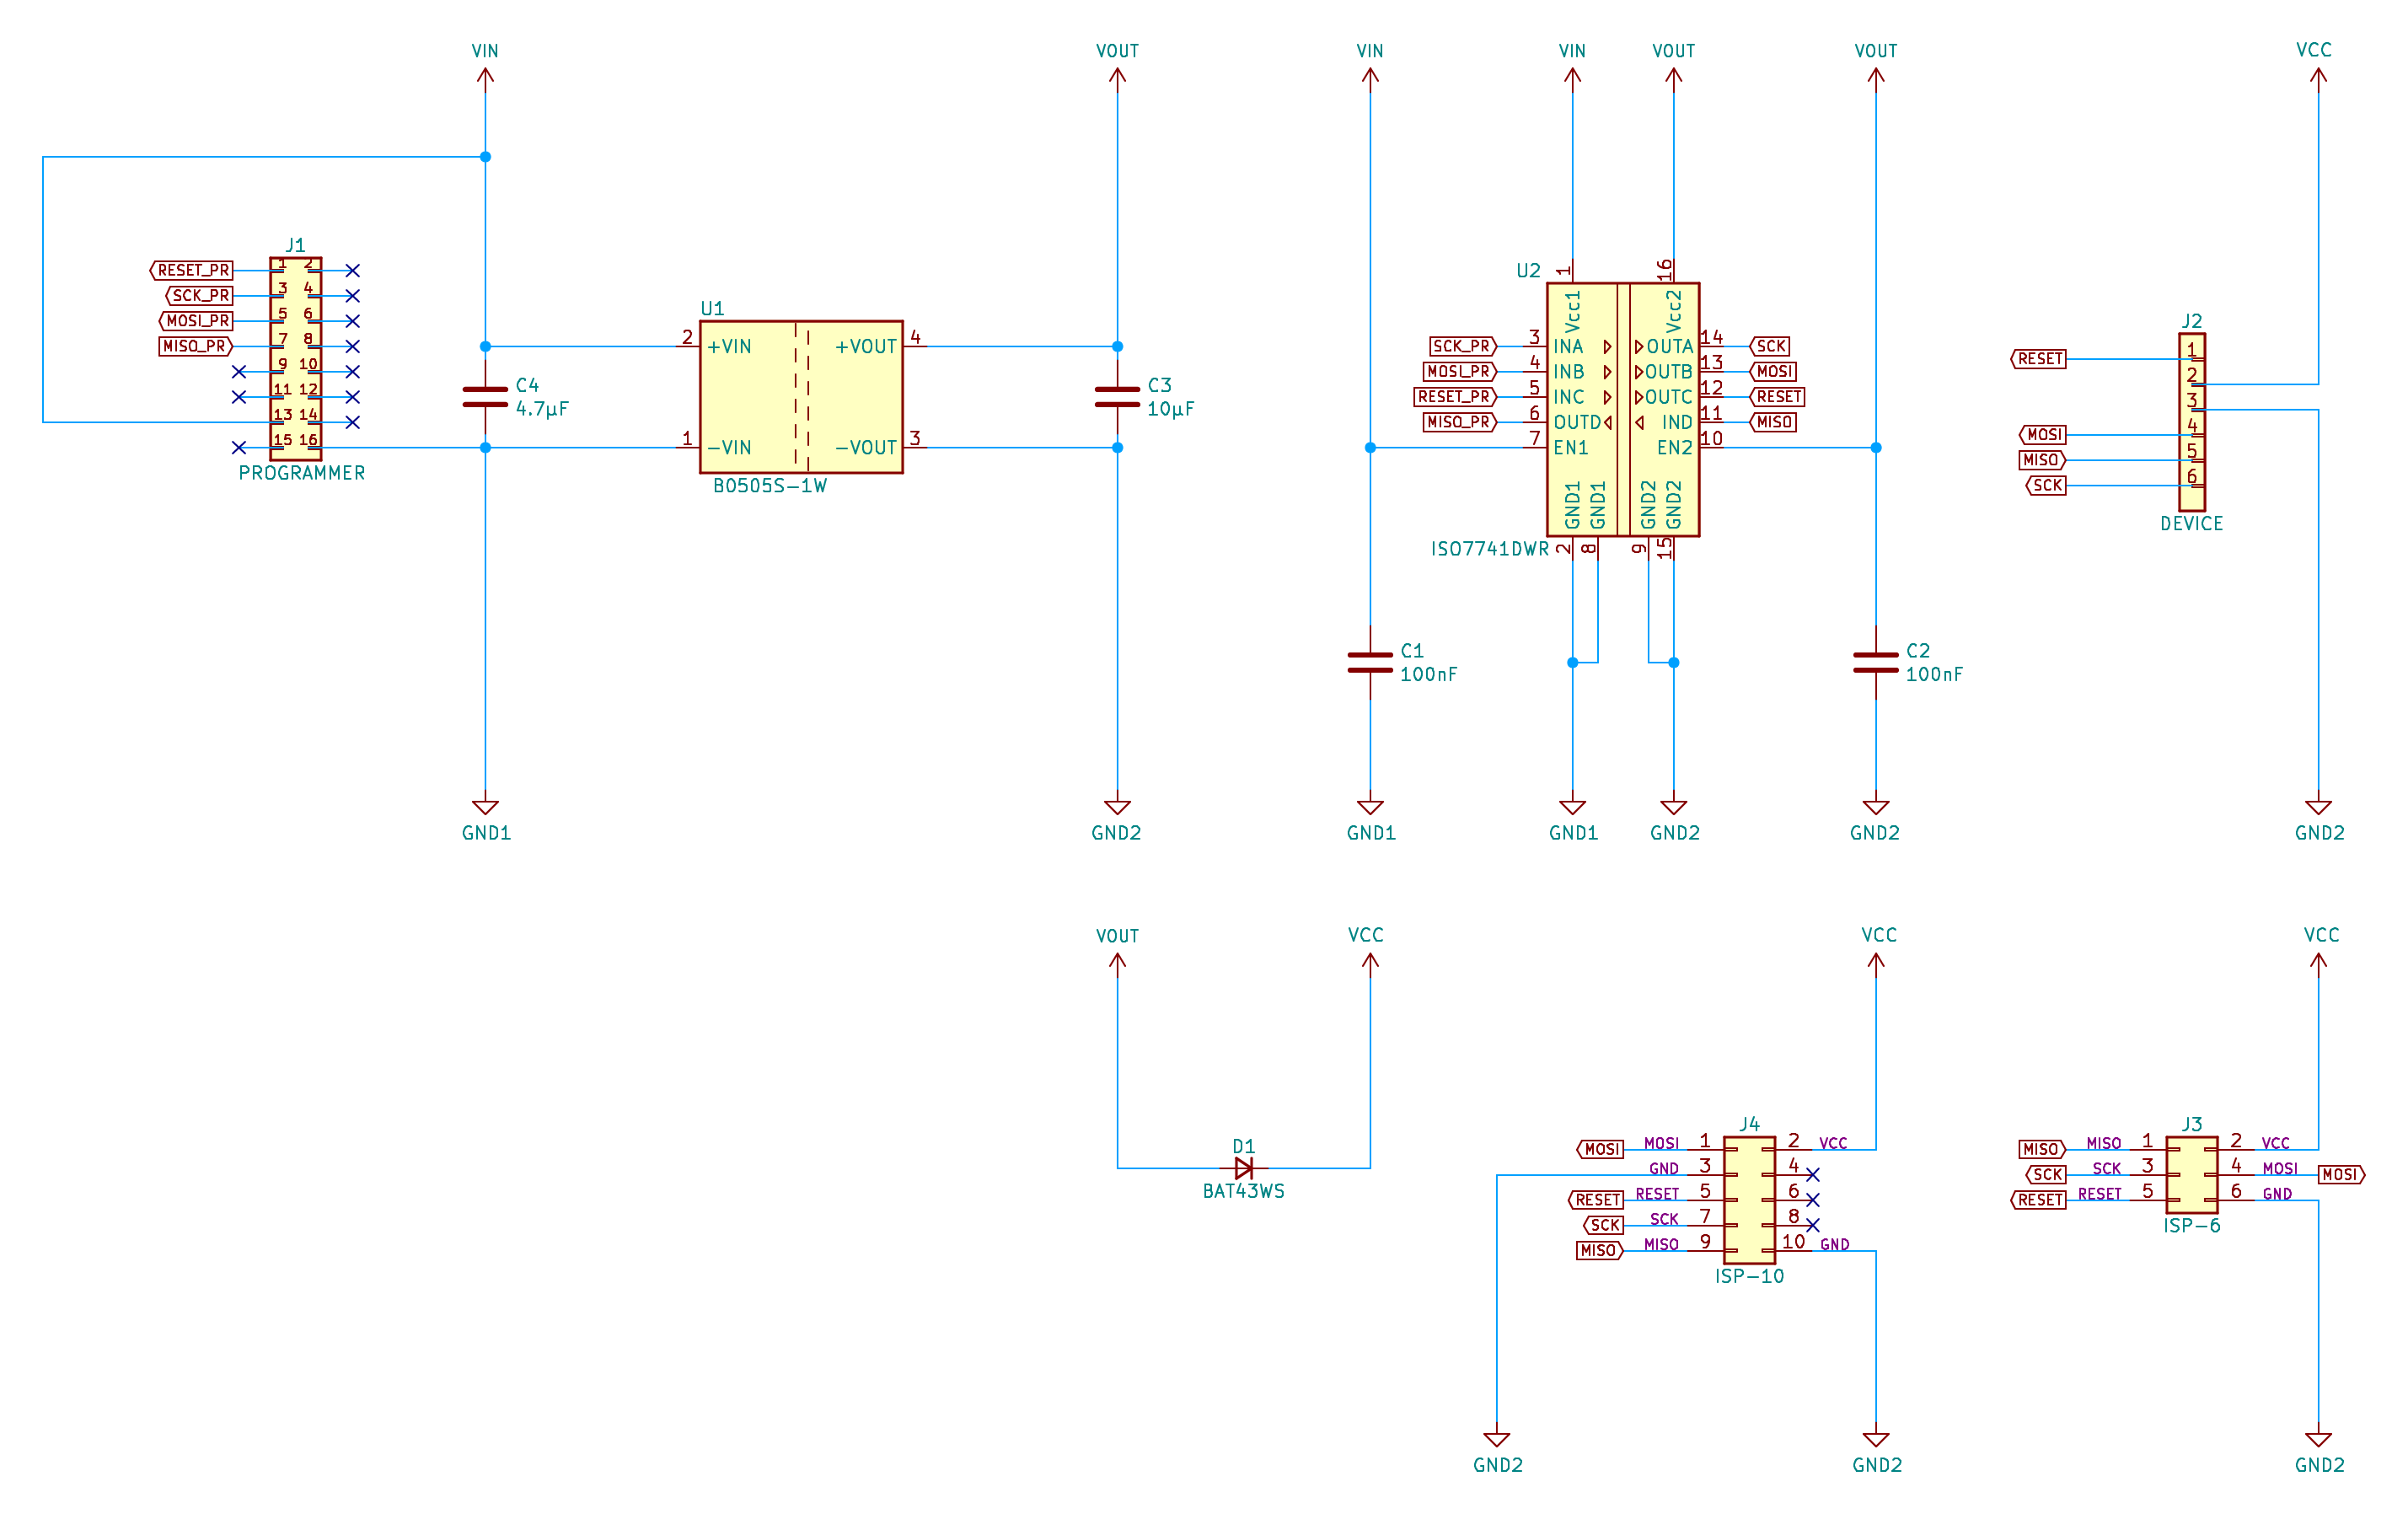 VIN
VOUT
VIN
VIN
VOUT
VOUT
VCC
J1
RESET_PR
1
2
SCK_PR
3
4
MOSI_PR
5
6
MISO_PR
7
8
9
10
11
12
13
14
15
16
PROGRAMMER
C4
4.7µF
U1
2
+VIN
+VOUT
4
1
-VIN
-VOUT
3
B0505S-1W
C3
10µF
U2
1
16
Vcc1
Vcc2
SCK_PR
3
INA
OUTA
14
SCK
MOSI_PR
4
INB
OUTB
13
MOSI
RESET_PR
5
INC
OUTC
12
RESET
MISO_PR
6
OUTD
IND
11
MISO
7
EN1
EN2
10
GND1
GND1
GND2
GND2
ISO7741DWR
2
8
9
15
C1
100nF
C2
100nF
J2
RESET
1
2
3
MOSI
4
MISO
5
SCK
6
DEVICE
GND1
GND2
GND1
GND1
GND2
GND2
GND2
VOUT
VCC
VCC
VCC
D1
BAT43WS
J4
MOSI
MOSI
1
2
VCC
GND
3
4
RESET
RESET
5
6
SCK
SCK
7
8
MISO
MISO
9
10
GND
ISP-10
J3
MISO
MISO
1
2
VCC
SCK
SCK
3
4
MOSI
MOSI
RESET
RESET
5
6
GND
ISP-6
GND2
GND2
GND2